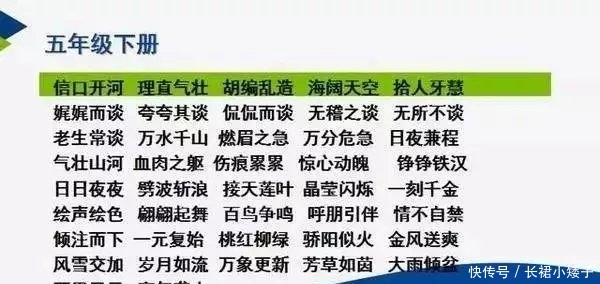 五年级下册
信口开河 理直气壮 胡编乱造 海阔天空 拾人牙慧
娓娓而谈 夸夸其谈 侃侃而谈 无稽之谈 无所不谈
老生常谈 万水千山 燃眉之急 万分危急 日夜兼程
气壮山河 血肉之躯 伤痕累累 惊心动魄 铮铮铁汉
日日夜夜 劈波斩浪 接天莲叶 晶莹闪烁 一刻千金
绘声绘色 翩翩起舞 百鸟争鸣 呼朋引伴 情不自禁
倾注而下 一元复始 桃红柳绿 骄阳似火 金风送爽
风雪交加 岁月如流 万象更新 芳草如茵 大雨倾盆
快传号／长裙小矮子